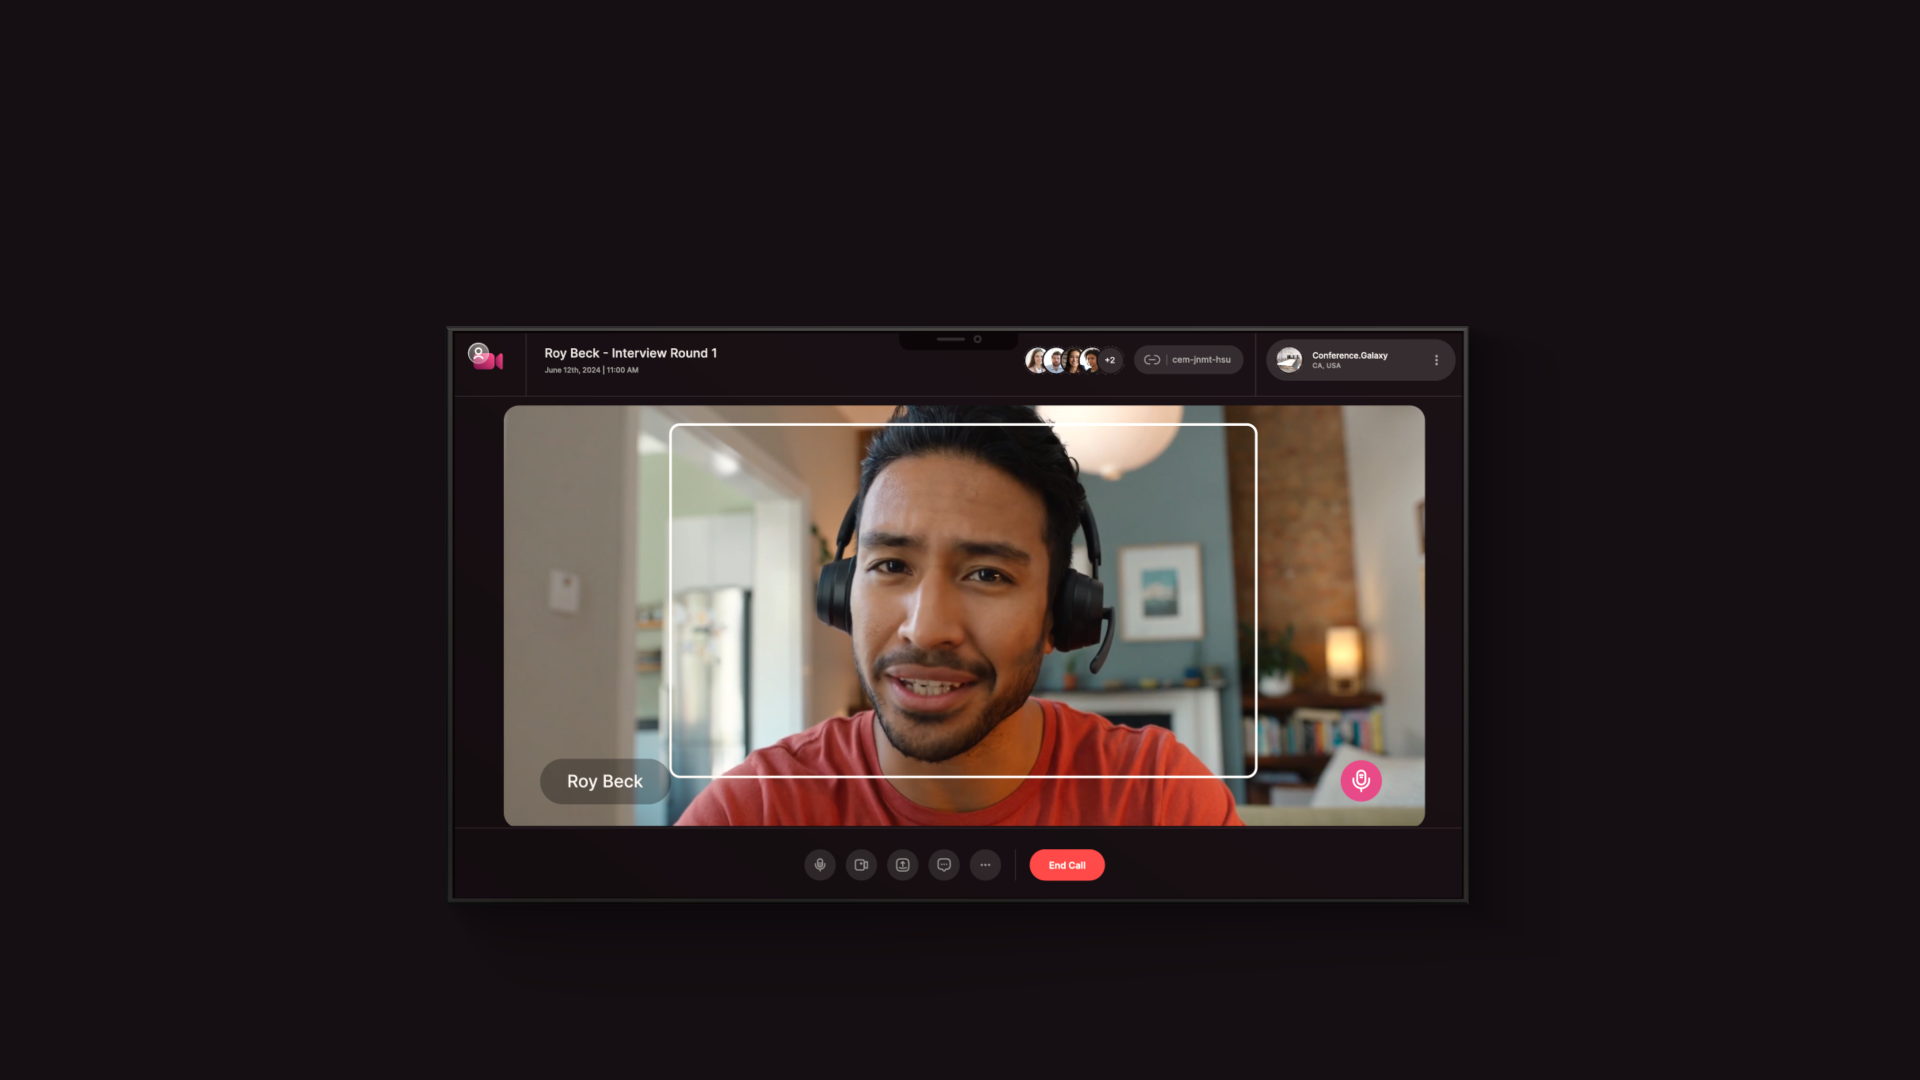 Roy Beck - Interview Round 1
June 12th, 2024 | 11:00 AM
+2
cem-jnmt-hsu
Conference.Galaxy
CA, USA
Roy Beck
End Call